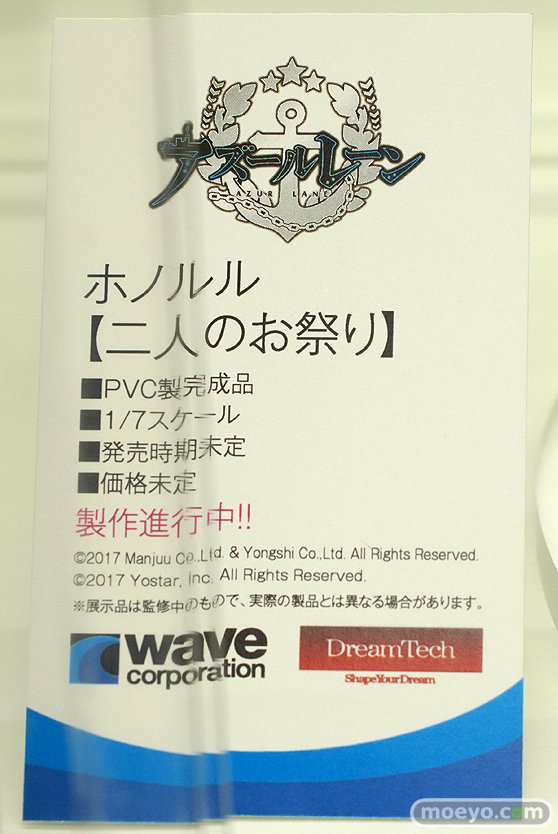 アズールレーン
AZUR LANE
ホノルル
【二人のお祭り】
■PVC製完成品
■1/7スケール
■発売時期未定
■価格未定
製作進行中!!
©2017 Manjuu Co.,Ltd. & Yongshi Co.,Ltd. All Rights Reserved.
©2017 Yostar, Inc. All Rights Reserved.
※展示品は監修中のもので、実際の製品とは異なる場合があります。
wave
corporation
DreamTech
ShapeYourDream
moeyo.com